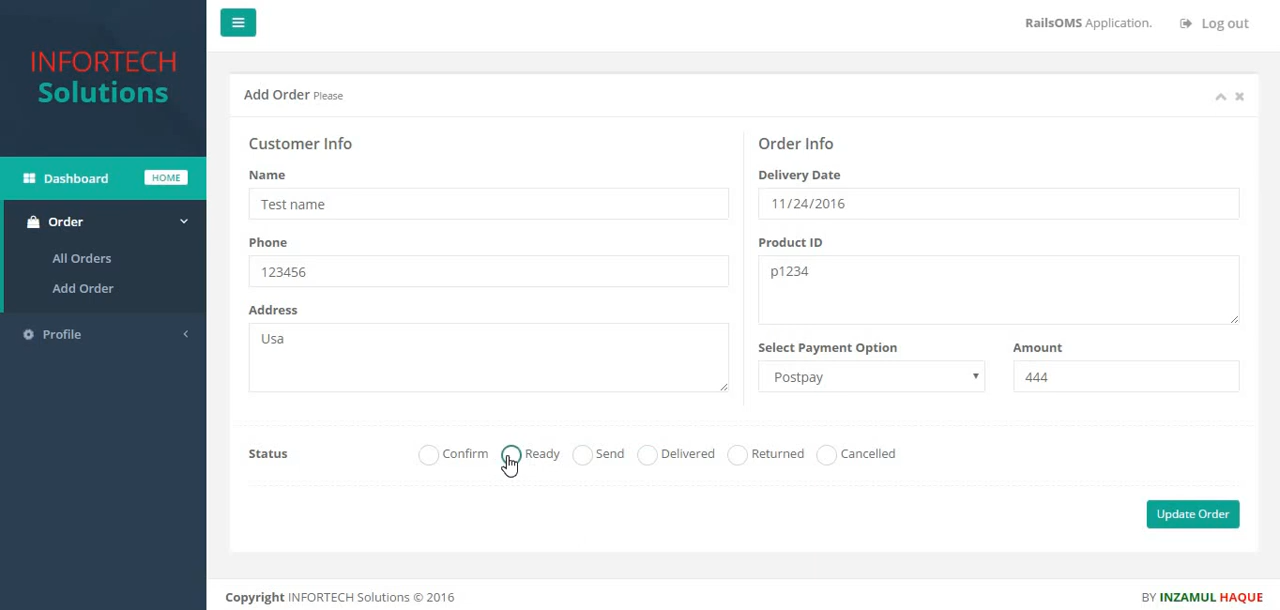 INFORTECH
Solutions
RailsOMS Application.
Log out
Dashboard HOME
Order
All Orders
Add Order
Profile
Add Order Please
Customer Info
Name
Test name
Phone
123456
Address
Usa
Order Info
Delivery Date
11/24/2016
Product ID
p1234
Select Payment Option Amount
Postpay 444
Status Confirm Ready Send Delivered Returned Cancelled
Update Order
Copyright INFORTECH Solutions © 2016
BY INZAMUL HAQUE